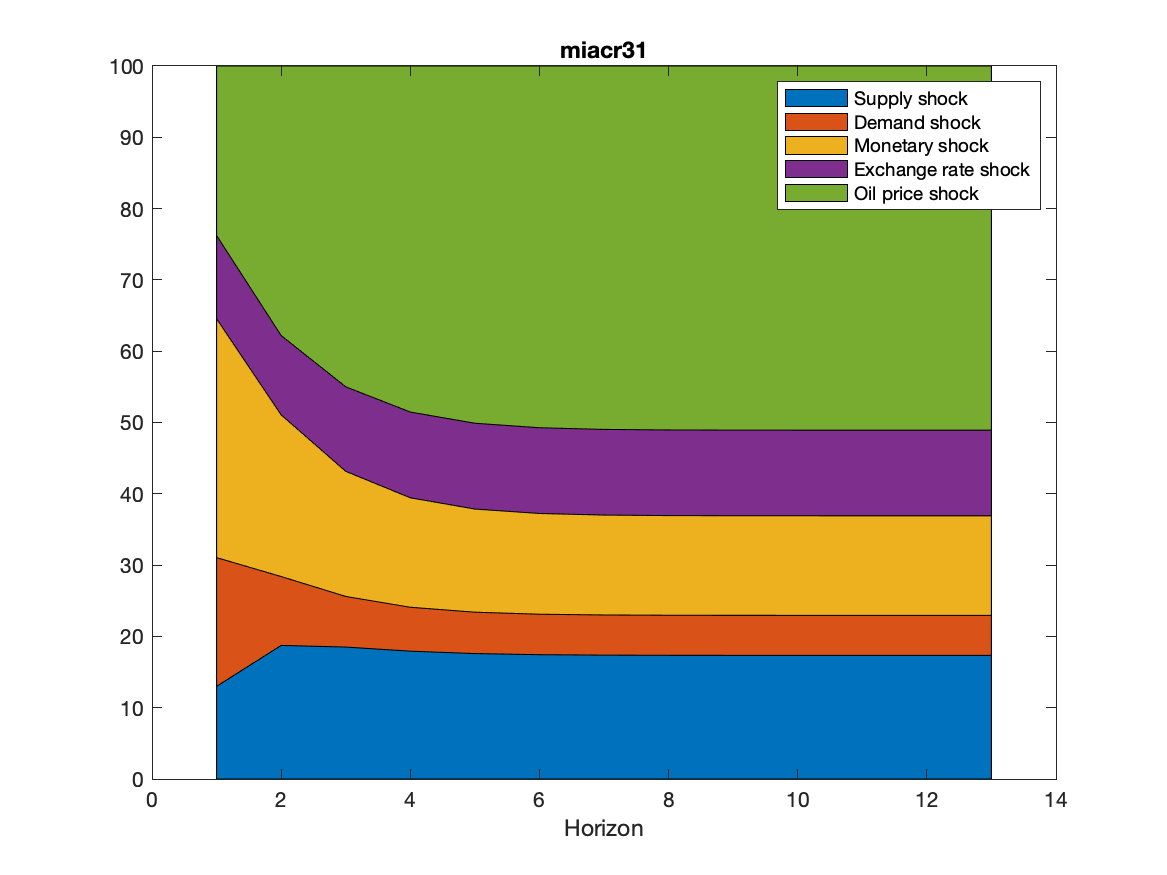 miacr31
100
90
80
70
60
50
40
30
20
10
0
Supply shock
Demand shock
Monetary shock
Exchange rate shock
Oil price shock
0 2 4 6 8 10 12 14
Horizon